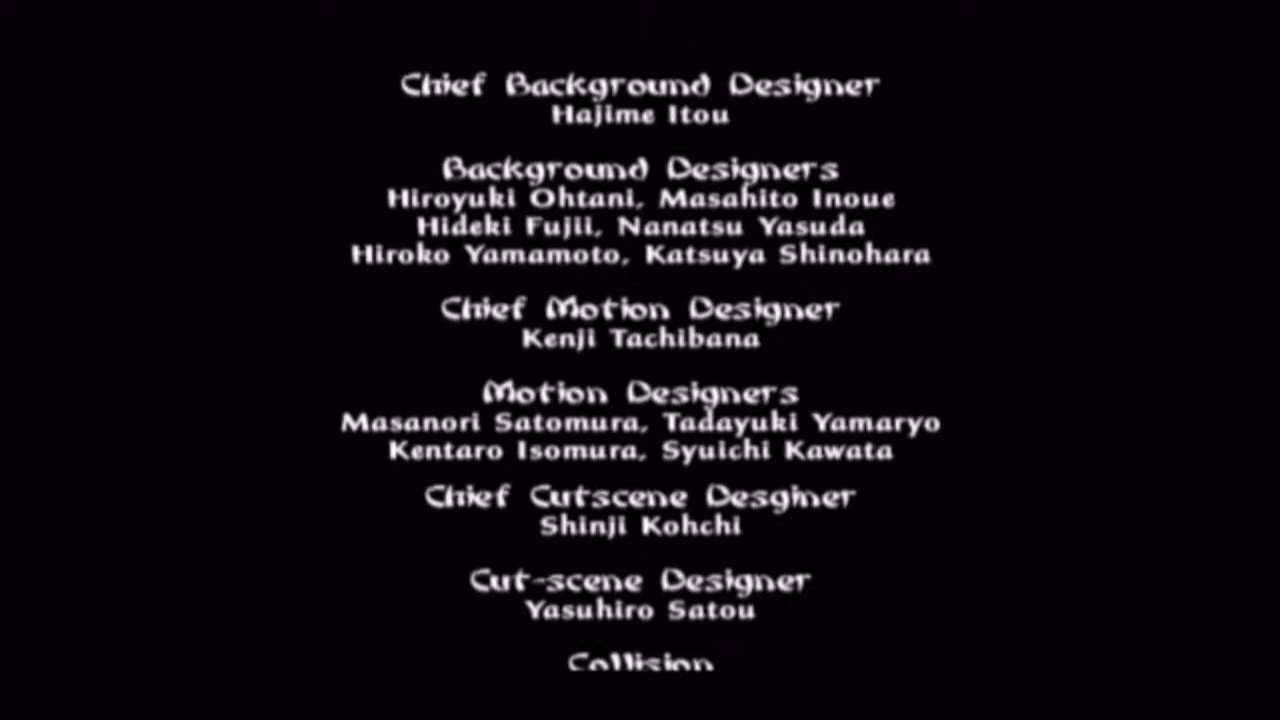 Chief Background Designer
Hajime Itou
Background Designers
Hiroyuki Ohtani, Masahito Inoue
Hideki Fujii, Nanatsu Yasuda
Hiroko Yamamoto, Katsuya Shinohara
Chief Motion Designer
Kenji Tachibana
Motion Designers
Masanori Satomura, Tadayuki Yamaryo
Kentaro Isomura, Syuichi Kawata
Chief Cutscene Desginer
Shinji Kohchi
Cut-scene Designer
Yasuhiro Satou
Collision